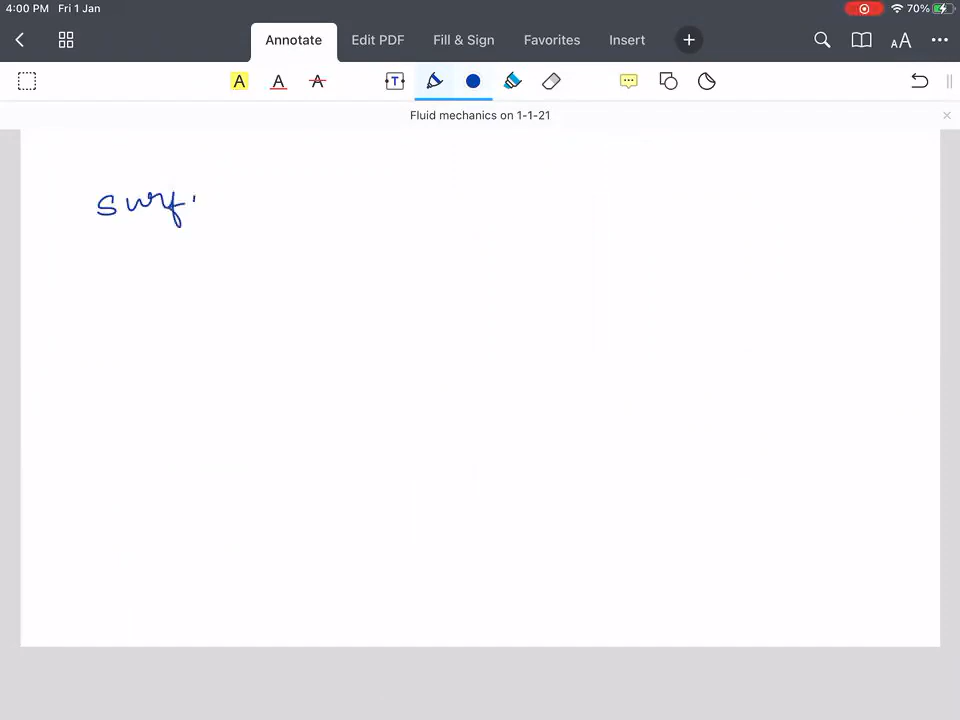 4:00 PM Fri 1 Jan 70%
Annotate Edit PDF Fill & Sign Favorites Insert
A A A T
Fluid mechanics on 1-1-21
surf